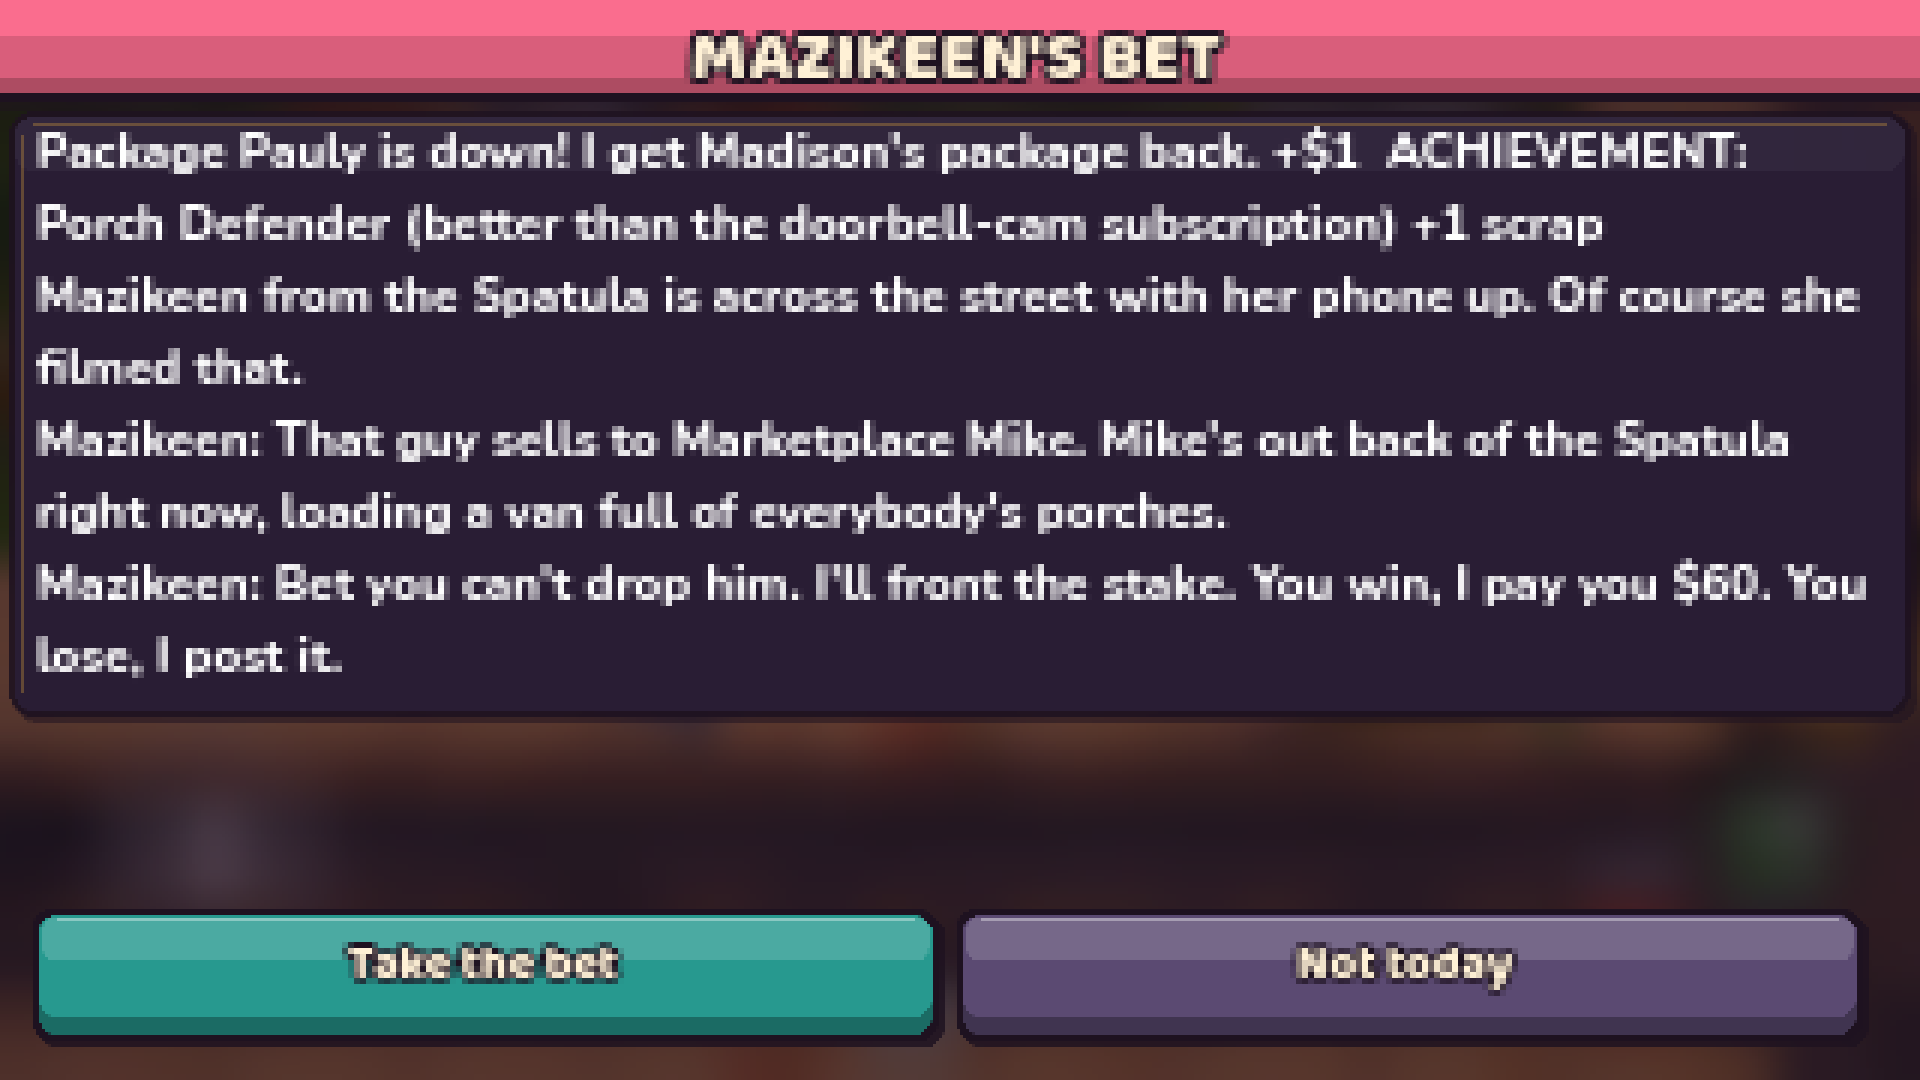 MAZIKEEN'S BET
Package Pauly is down! I get Madison's package back. +$1  ACHIEVEMENT:
Porch Defender (better than the doorbell-cam subscription) +1 scrap
Mazikeen from the Spatula is across the street with her phone up. Of course she
filmed that.
Mazikeen: That guy sells to Marketplace Mike. Mike's out back of the Spatula
right now, loading a van full of everybody's porches.
Mazikeen: Bet you can't drop him. I'll front the stake. You win, I pay you $60. You
lose, I post it.
Take the bet
Not today